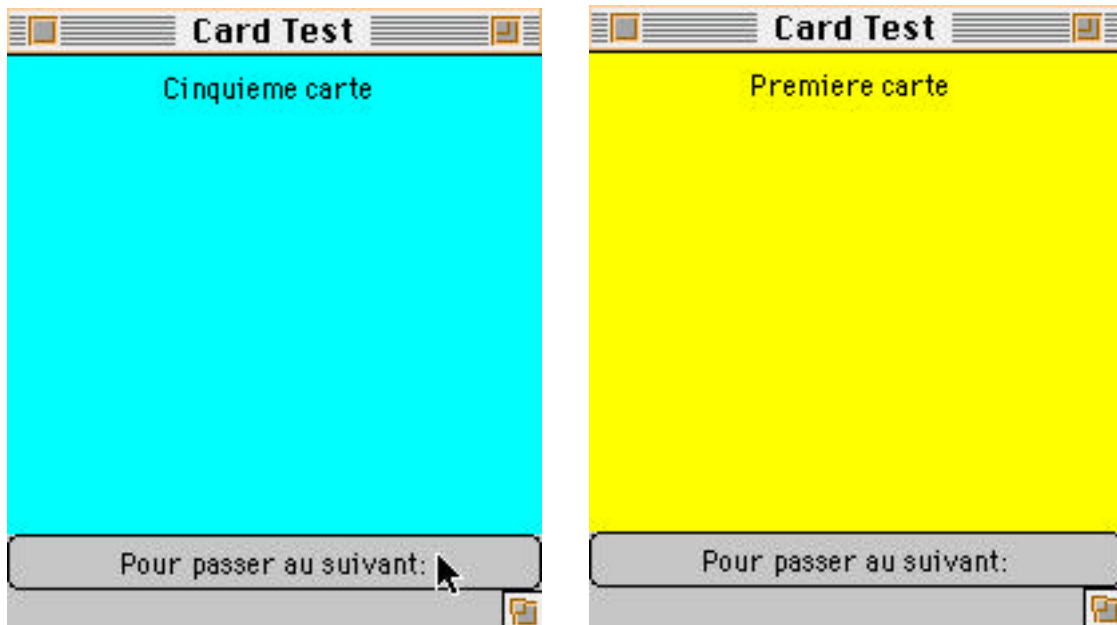 Card Test
Cinquieme carte
Pour passer au suivant:
Card Test
Premiere carte
Pour passer au suivant: